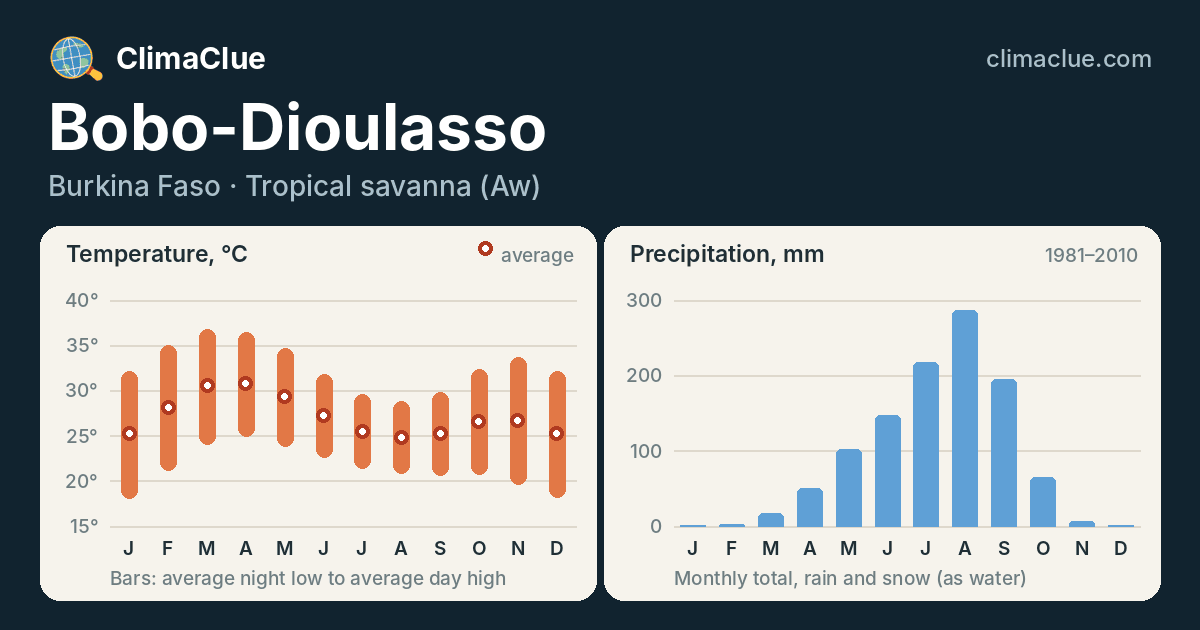 ClimaClue
climaclue.com
Bobo-Dioulasso
Burkina Faso · Tropical savanna (Aw)
Temperature, °C
average
40°
35°
30°
25°
20°
15°
J F M A M J J A S O N D
Bars: average night low to average day high
Precipitation, mm
1981–2010
300
200
100
0
J F M A M J J A S O N D
Monthly total, rain and snow (as water)